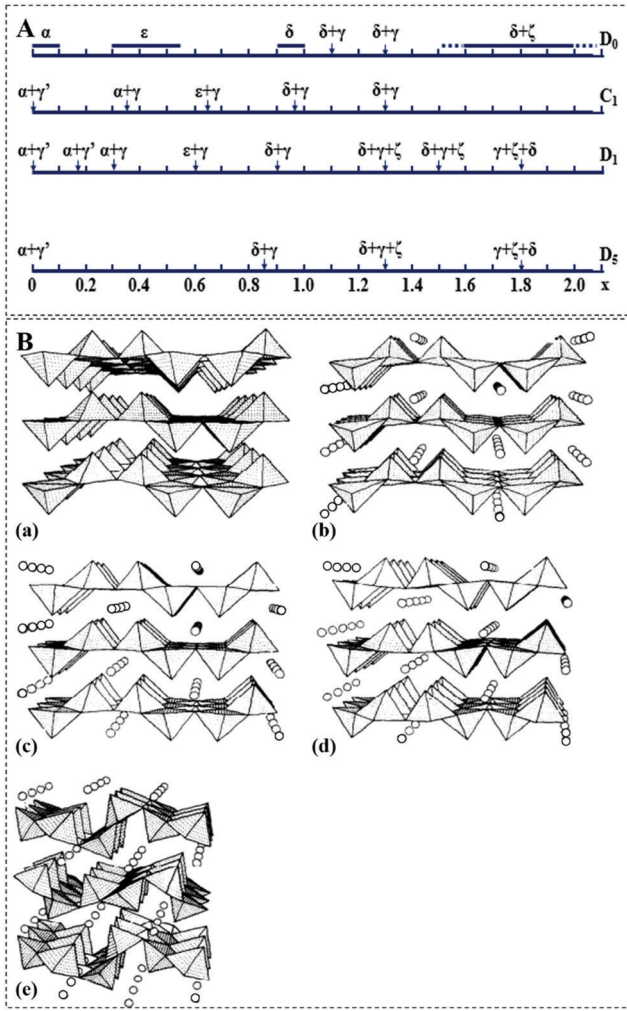 A
α ε δ δ+γ δ+γ δ+ζ D₀
α+γ' α+γ ε+γ δ+γ δ+γ C₁
α+γ' α+γ' α+γ ε+γ δ+γ δ+γ+ζ δ+γ+ζ γ+ζ+δ D₁
α+γ' δ+γ δ+γ+ζ γ+ζ+δ D₅
0 0.2 0.4 0.6 0.8 1.0 1.2 1.4 1.6 1.8 2.0 x
B
(a) (b)
(c) (d)
(e)